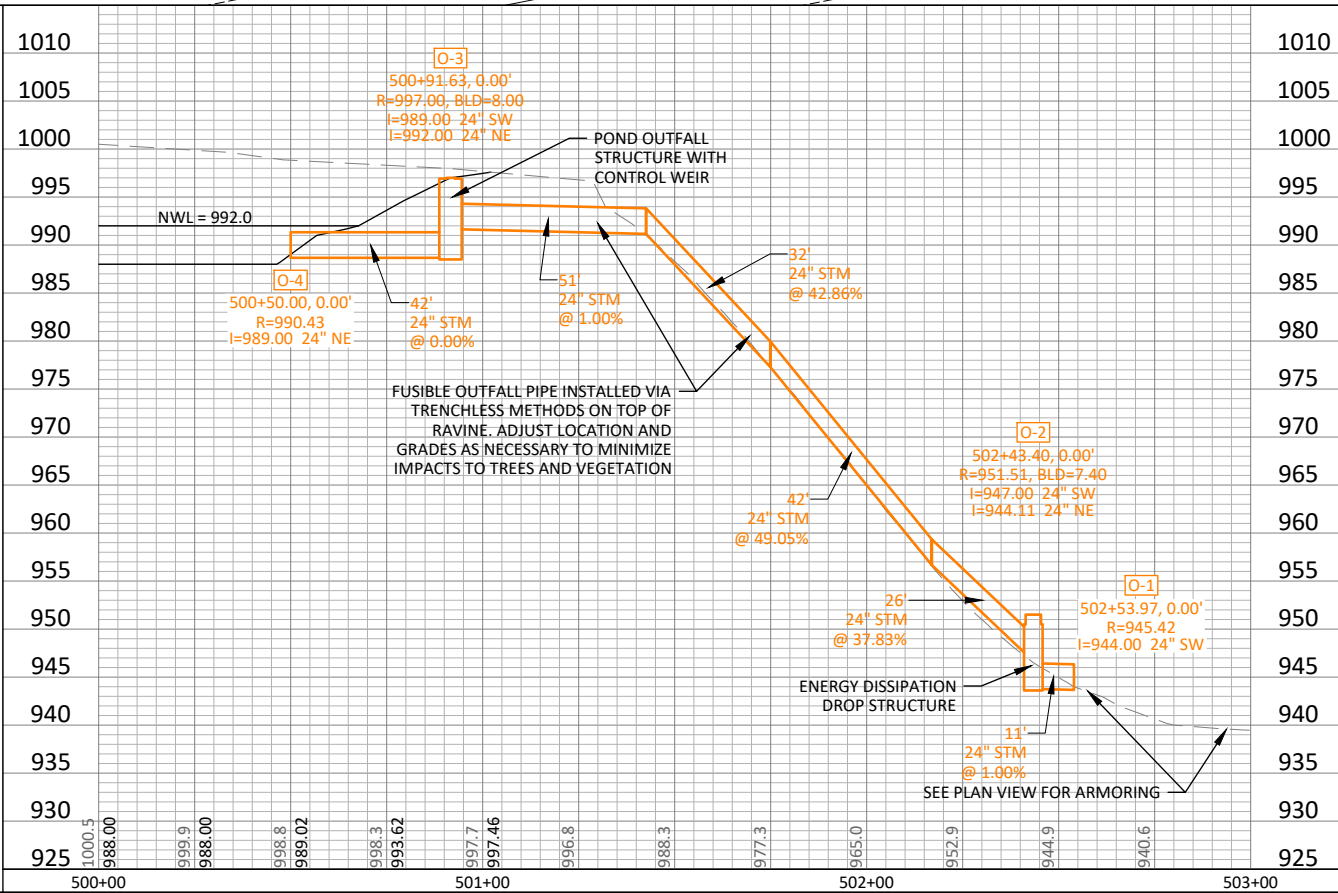 1010
1005
1000
995
990
985
980
975
970
965
960
955
950
945
940
935
930
925
O-3
500+91.63, 0.00'
R=997.00, BLD=8.00
I=989.00 24" SW
I=992.00 24" NE
POND OUTFALL
STRUCTURE WITH
CONTROL WEIR
NWL = 992.0
O-4
500+50.00, 0.00'
R=990.43
I=989.00 24" NE
42'
24" STM
@ 0.00%
51'
24" STM
@ 1.00%
32'
24" STM
@ 42.86%
FUSIBLE OUTFALL PIPE INSTALLED VIA
TRENCHLESS METHODS ON TOP OF
RAVINE. ADJUST LOCATION AND
GRADES AS NECESSARY TO MINIMIZE
IMPACTS TO TREES AND VEGETATION
42'
24" STM
@ 49.05%
O-2
502+43.40, 0.00'
R=951.51, BLD=7.40
I=947.00 24" SW
I=944.11 24" NE
26'
24" STM
@ 37.83%
O-1
502+53.97, 0.00'
R=945.42
I=944.00 24" SW
ENERGY DISSIPATION
DROP STRUCTURE
11'
24" STM
@ 1.00%
SEE PLAN VIEW FOR ARMORING
1010
1005
1000
995
990
985
980
975
970
965
960
955
950
945
940
935
930
925
1000.5
988.00
999.9
988.00
998.8
989.02
998.3
993.62
997.7
997.46
996.8
988.3
977.3
965.0
952.9
944.9
940.6
500+00
501+00
502+00
503+00